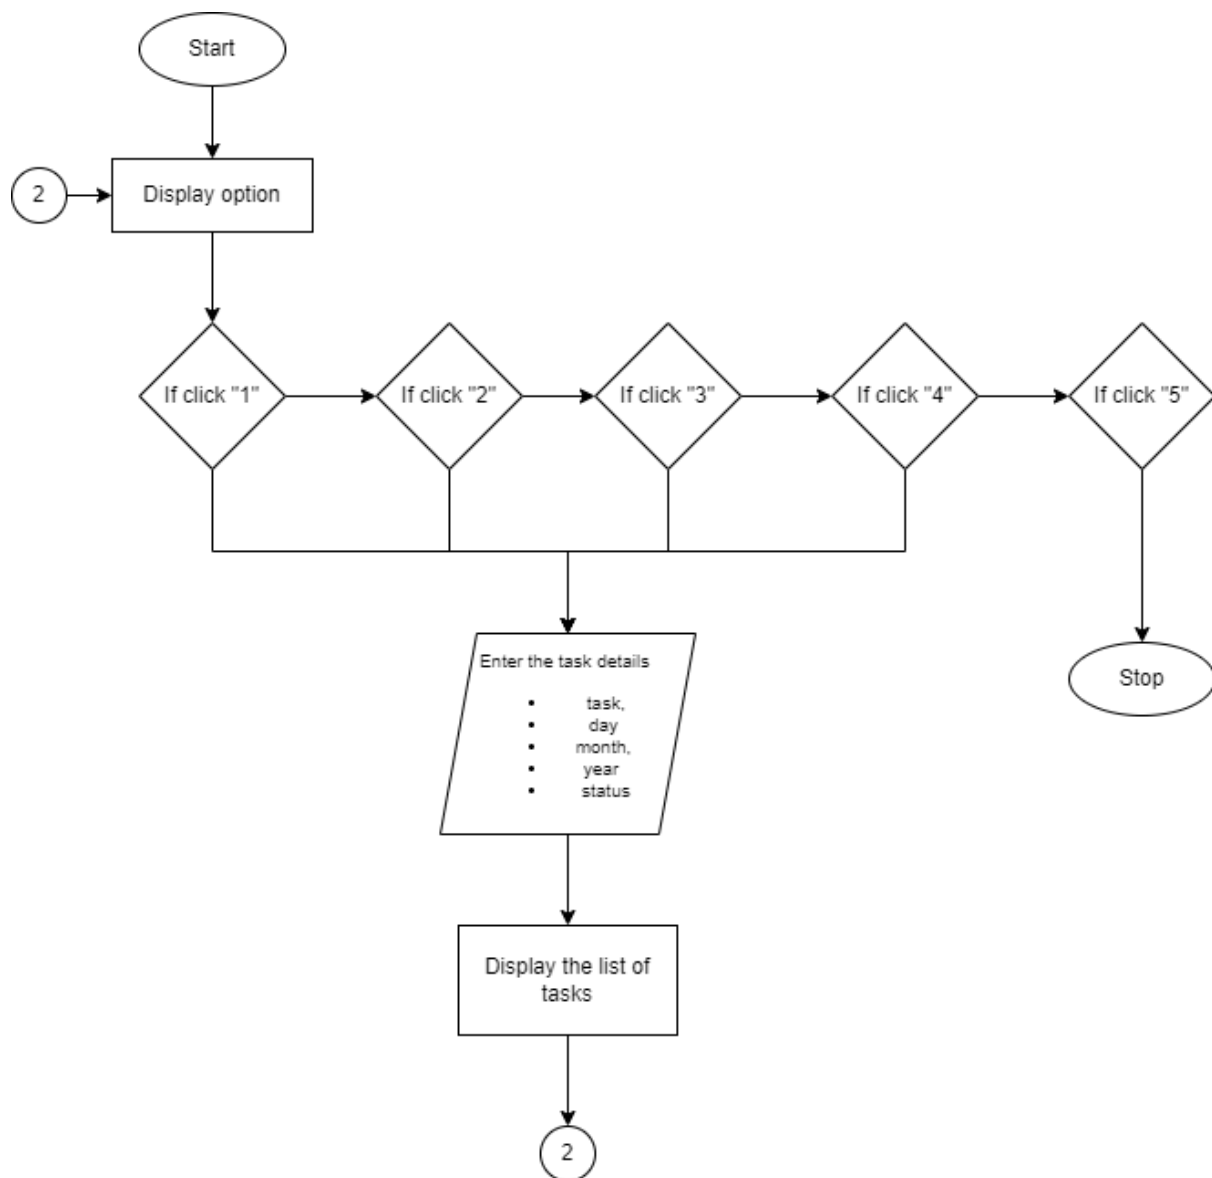 Start
2
Display option
If click "1"
If click "2"
If click "3"
If click "4"
If click "5"
Enter the task details
• task,
• day
• month,
• year
• status
Stop
Display the list of
tasks
2